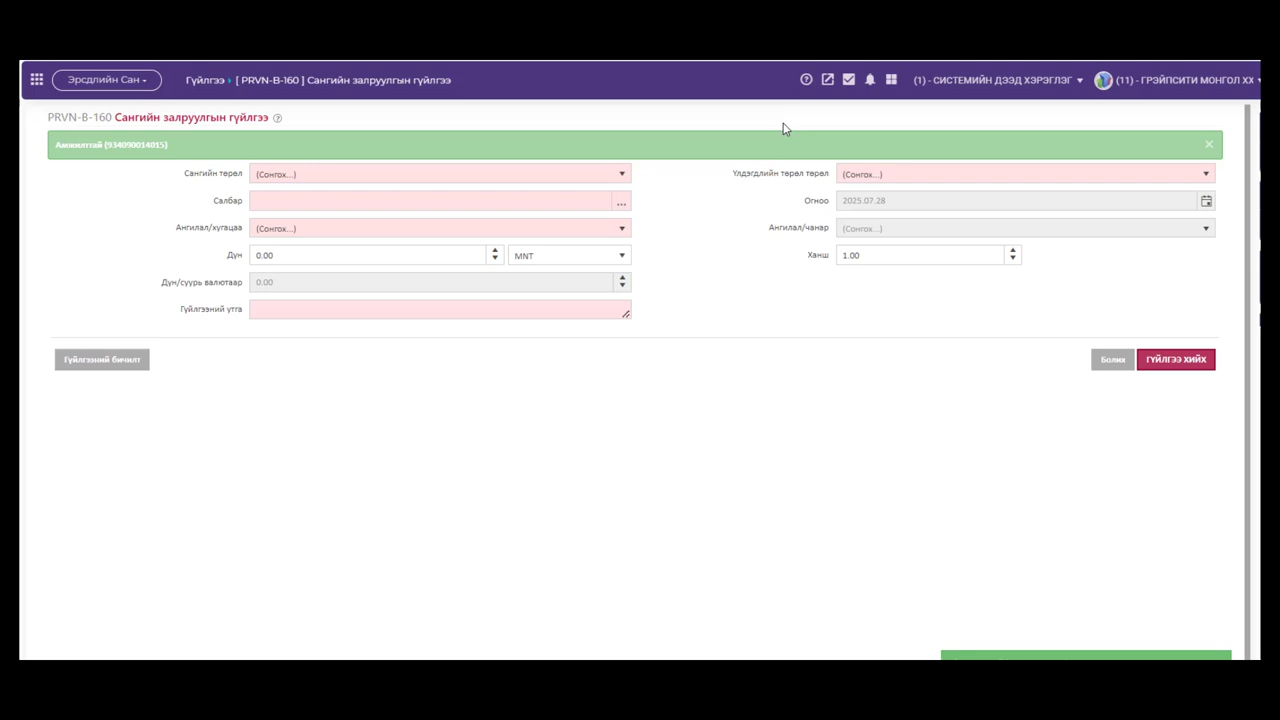 Эрсдлийн Сан
Гүйлгээ [ PRVN-B-160 ] Сангийн залруулгын гүйлгээ
(1) - СИСТЕМИЙН ДЭЭД ХЭРЭГЛЭГ
(11) - ГРЭЙПСИТИ МОНГОЛ ХХ
PRVN-B-160 Сангийн залруулгын гүйлгээ
Амжилттай (934090014015)
Сангийн төрөл (Сонгох...)
Үлдэгдлийн төрөл төрөл (Сонгох...)
Салбар ...
Огноо 2025.07.28
Ангилал/хугацаа (Сонгох...)
Ангилал/чанар (Сонгох...)
Дүн 0.00 MNT
Ханш 1.00
Дүн/суурь валютаар 0.00
Гүйлгээний утга
Гүйлгээний бичилт
Болих
ГҮЙЛГЭЭ ХИЙХ